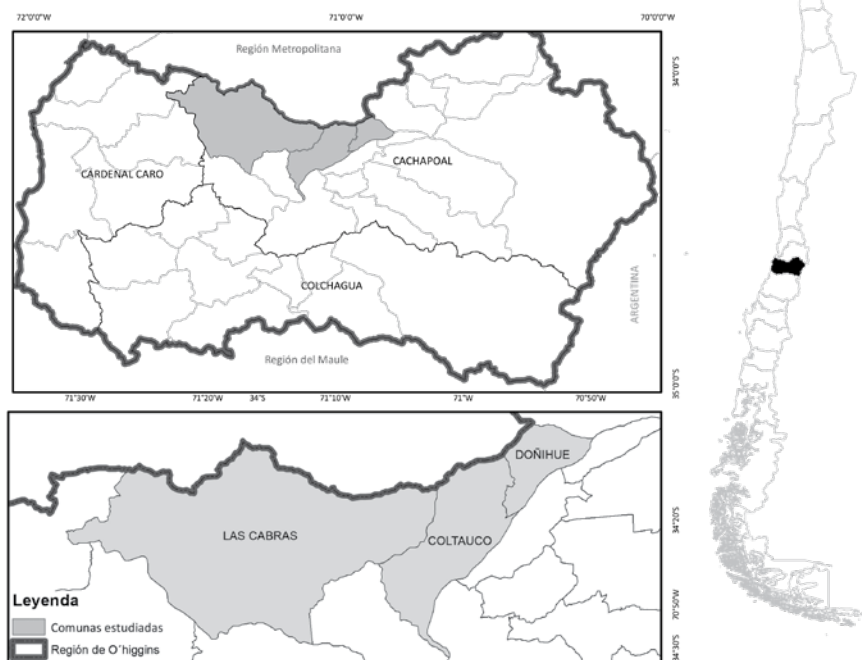 72°0'0"W 71°0'0"W 70°0'0"W
Región Metropolitana
34°0'0"S
CARDENAL CARO
CACHAPOAL
COLCHAGUA
ARGENTINA
Región del Maule
35°0'0"S
71°30'W 71°20'W 34°S 71°10'W 71°W 70°50'W
DOÑIHUE
LAS CABRAS
COLTAUCO
34°20'S
70°50'W
34°30'S
Leyenda
Comunas estudiadas
Región de O´higgins